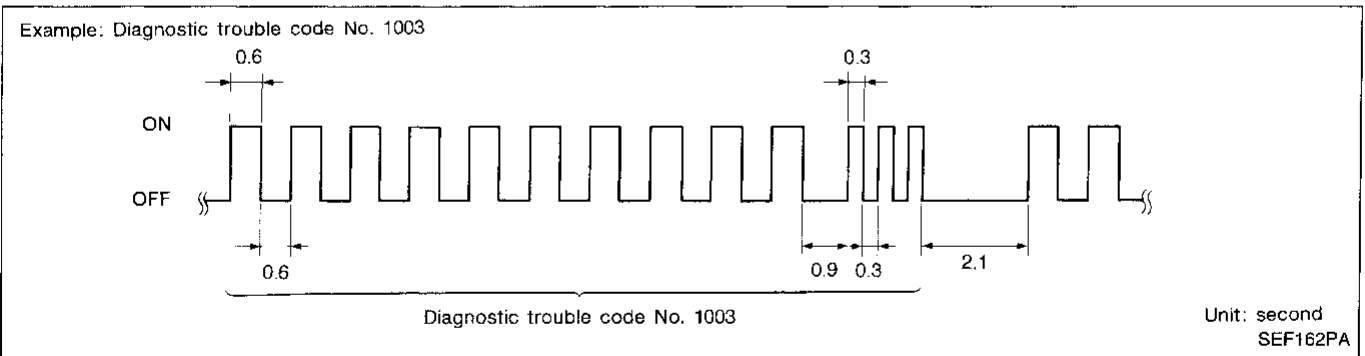 Example: Diagnostic trouble code No. 1003
0.6
0.3
ON
OFF
0.6
0.9
0.3
2.1
Diagnostic trouble code No. 1003
Unit: second
SEF162PA